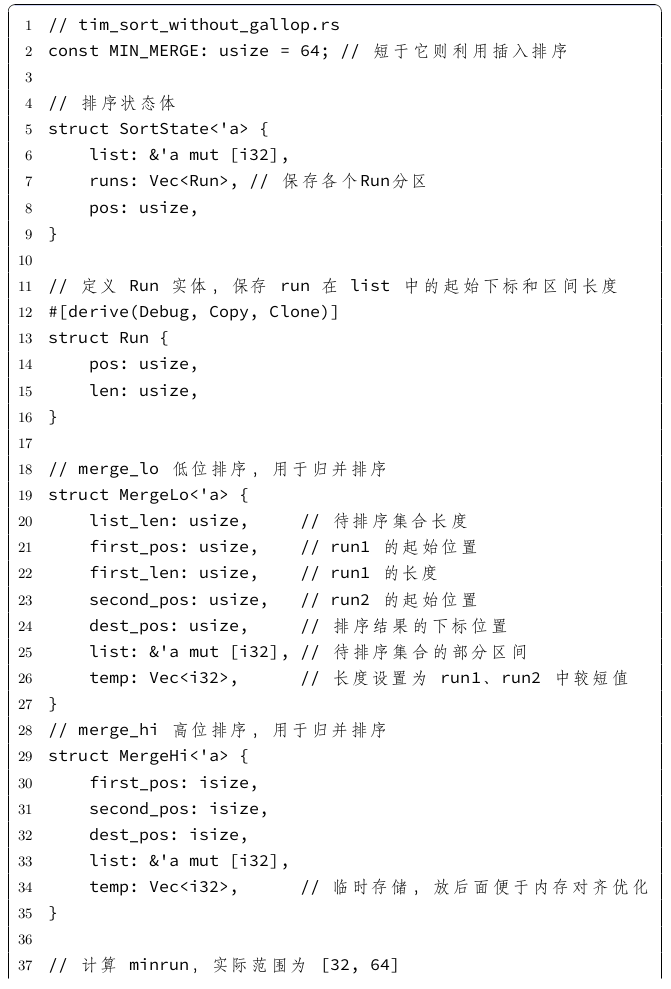 1 // tim_sort_without_gallop.rs
2 const MIN_MERGE: usize = 64; // 短于它则利用插入排序
3
4 // 排序状态体
5 struct SortState<'a> {
6     list: &'a mut [i32],
7     runs: Vec<Run>, // 保存各个Run分区
8     pos: usize,
9 }
10
11 // 定义 Run 实体, 保存 run 在 list 中的起始下标和区间长度
12 #[derive(Debug, Copy, Clone)]
13 struct Run {
14     pos: usize,
15     len: usize,
16 }
17
18 // merge_lo 低位排序, 用于归并排序
19 struct MergeLo<'a> {
20     list_len: usize,     // 待排序集合长度
21     first_pos: usize,    // run1 的起始位置
22     first_len: usize,    // run1 的长度
23     second_pos: usize,   // run2 的起始位置
24     dest_pos: usize,     // 排序结果的下标位置
25     list: &'a mut [i32], // 待排序集合的部分区间
26     temp: Vec<i32>,      // 长度设置为 run1、run2 中较短值
27 }
28 // merge_hi 高位排序, 用于归并排序
29 struct MergeHi<'a> {
30     first_pos: isize,
31     second_pos: isize,
32     dest_pos: isize,
33     list: &'a mut [i32],
34     temp: Vec<i32>,      // 临时存储, 放后面便于内存对齐优化
35 }
36
37 // 计算 minrun, 实际范围为 [32, 64]